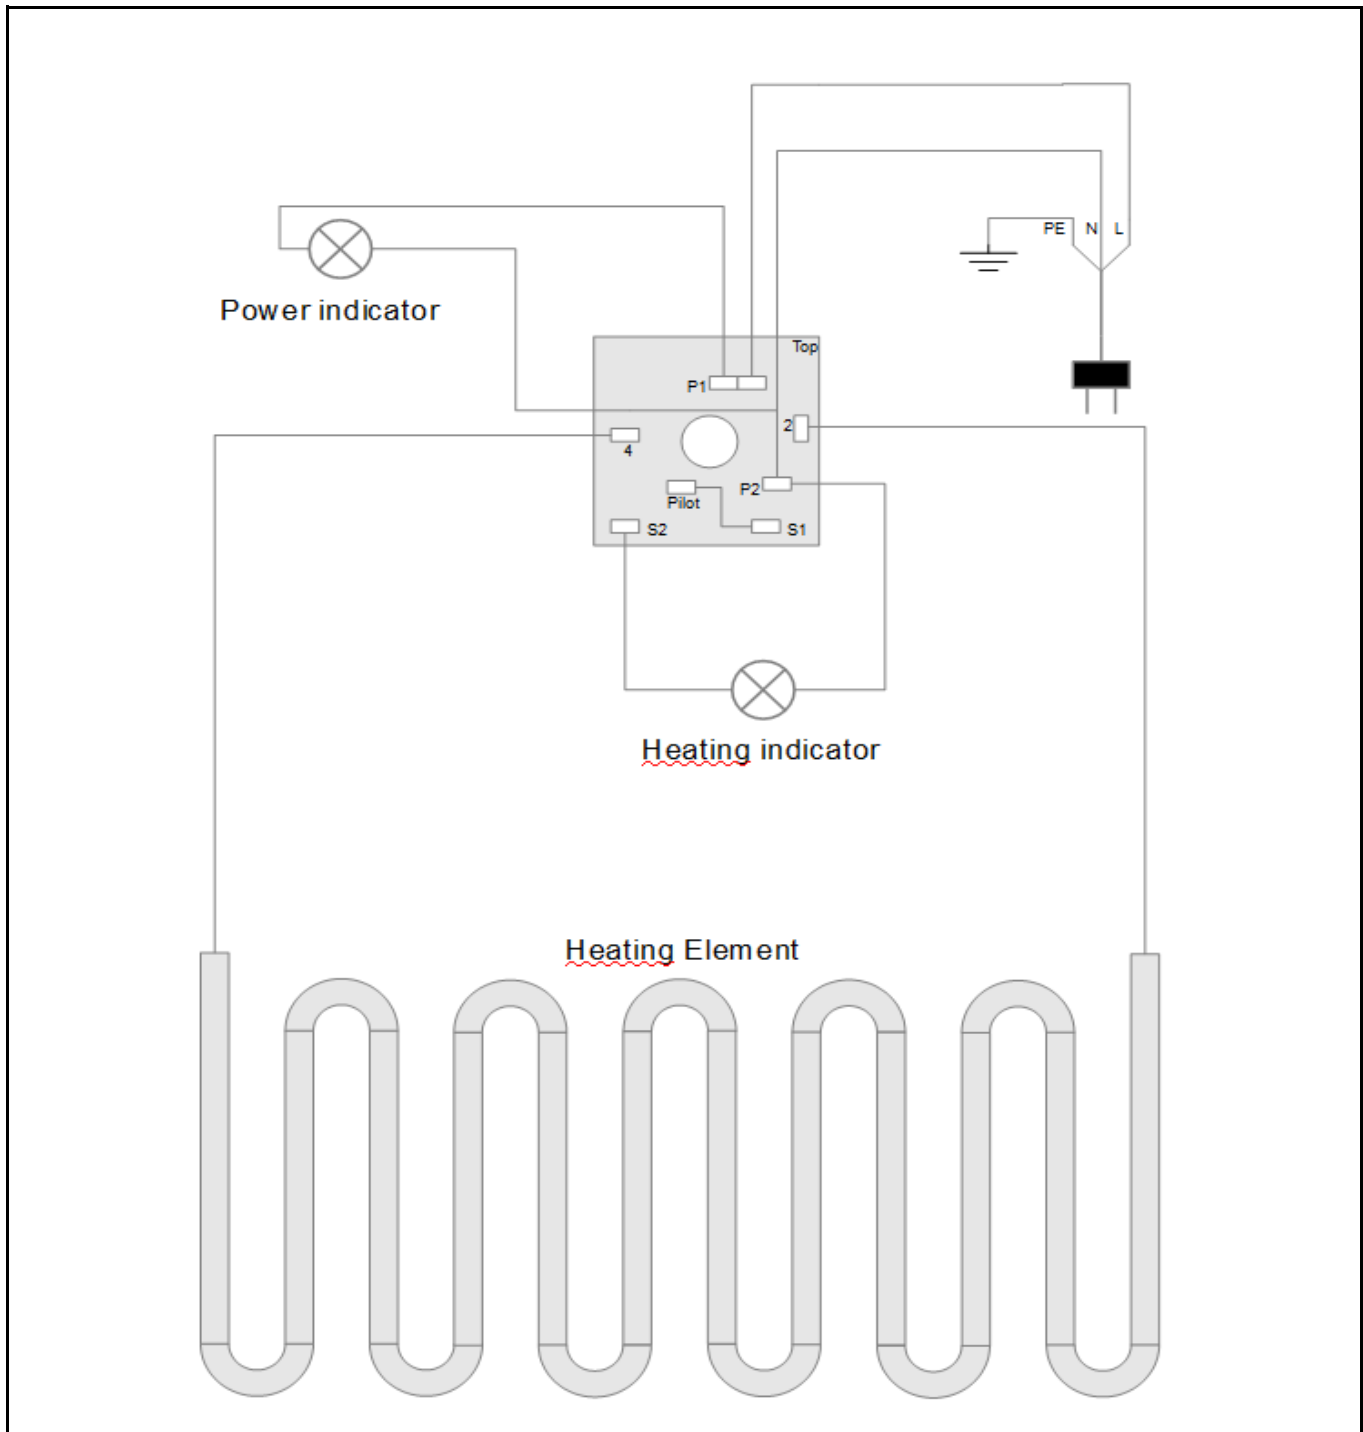 PE N L
Power indicator
Top
P1
2
4
P2
Pilot
S2 S1
Heating indicator
Heating Element